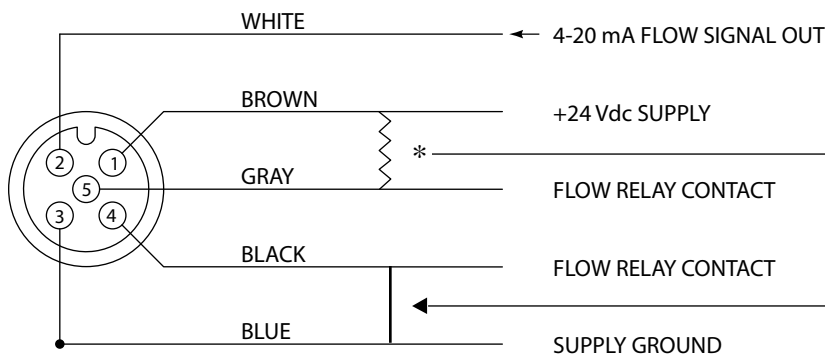 WHITE
4-20 mA FLOW SIGNAL OUT
BROWN
+24 Vdc SUPPLY
2 1
*
GRAY
5
FLOW RELAY CONTACT
3 4
BLACK
FLOW RELAY CONTACT
BLUE
SUPPLY GROUND